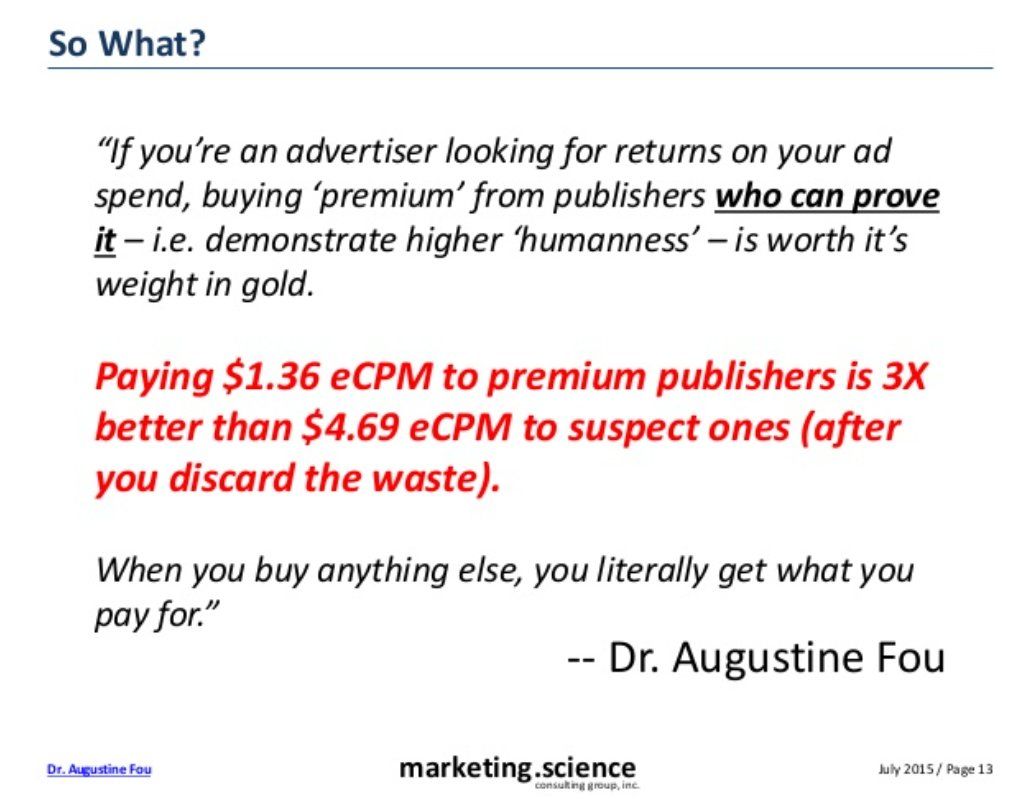 So What?
“If you’re an advertiser looking for returns on your ad
spend, buying ‘premium’ from publishers who can prove
it – i.e. demonstrate higher ‘humanness’ – is worth it’s
weight in gold.
Paying $1.36 eCPM to premium publishers is 3X
better than $4.69 eCPM to suspect ones (after
you discard the waste).
When you buy anything else, you literally get what you
pay for.”
-- Dr. Augustine Fou
Dr. Augustine Fou
marketing.science
consulting group, inc.
July 2015 / Page 13